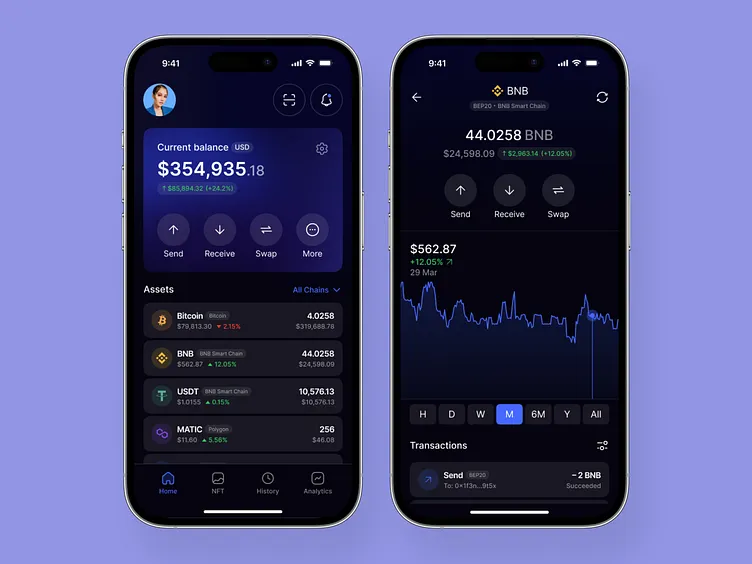 9:41
Current balance USD
$354,935.18
↑ $85,894.32 (+24.2%)
Send Receive Swap More
Assets All Chains
Bitcoin Bitcoin 4.0258
$79,813.30 2.15% $319,688.78
BNB BNB Smart Chain 44.0258
$562.87 12.05% $24,598.09
USDT BNB Smart Chain 10,576.13
$1.0155 0.15% $10,576.13
MATIC Polygon 256
$11.60 5.56% $46.08
Home NFT History Analytics
9:41
BNB
BEP20 • BNB Smart Chain
44.0258 BNB
$24,598.09 ↑ $2,963.14 (+12.05%)
Send Receive Swap
$562.87
+12.05%
29 Mar
H D W M 6M Y All
Transactions
Send BEP20 – 2 BNB
To: 0x1f3n...9t5x Succeeded